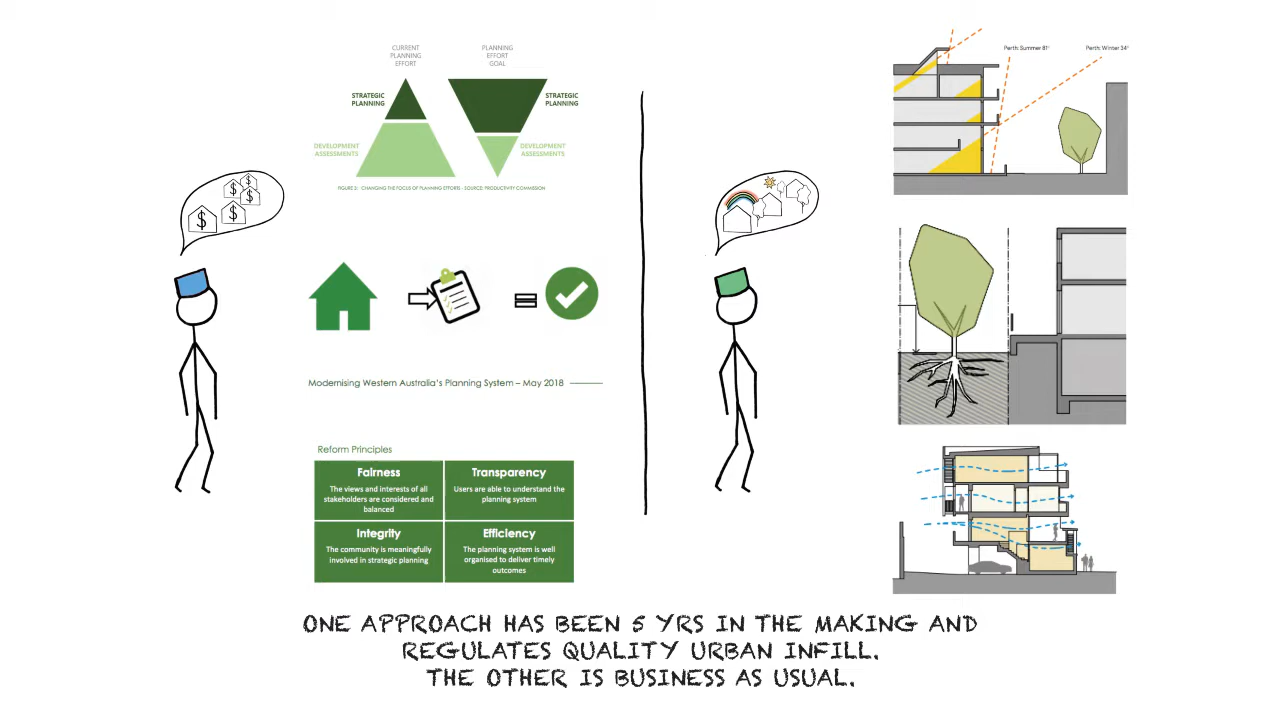 CURRENT
PLANNING
EFFORT
PLANNING
EFFORT
GOAL
STRATEGIC
PLANNING
STRATEGIC
PLANNING
DEVELOPMENT
ASSESSMENTS
DEVELOPMENT
ASSESSMENTS
FIGURE 2: CHANGING THE FOCUS OF PLANNING EFFORTS - SOURCE: PRODUCTIVITY COMMISSION
$ $ $ $ $
Modernising Western Australia's Planning System – May 2018
Reform Principles
Fairness
The views and interests of all
stakeholders are considered and
balanced
Transparency
Users are able to understand the
planning system
Integrity
The community is meaningfully
involved in strategic planning
Efficiency
The planning system is well
organised to deliver timely
outcomes
Perth: Summer 81°
Perth: Winter 34°
ONE APPROACH HAS BEEN 5 YRS IN THE MAKING AND
REGULATES QUALITY URBAN INFILL.
THE OTHER IS BUSINESS AS USUAL.